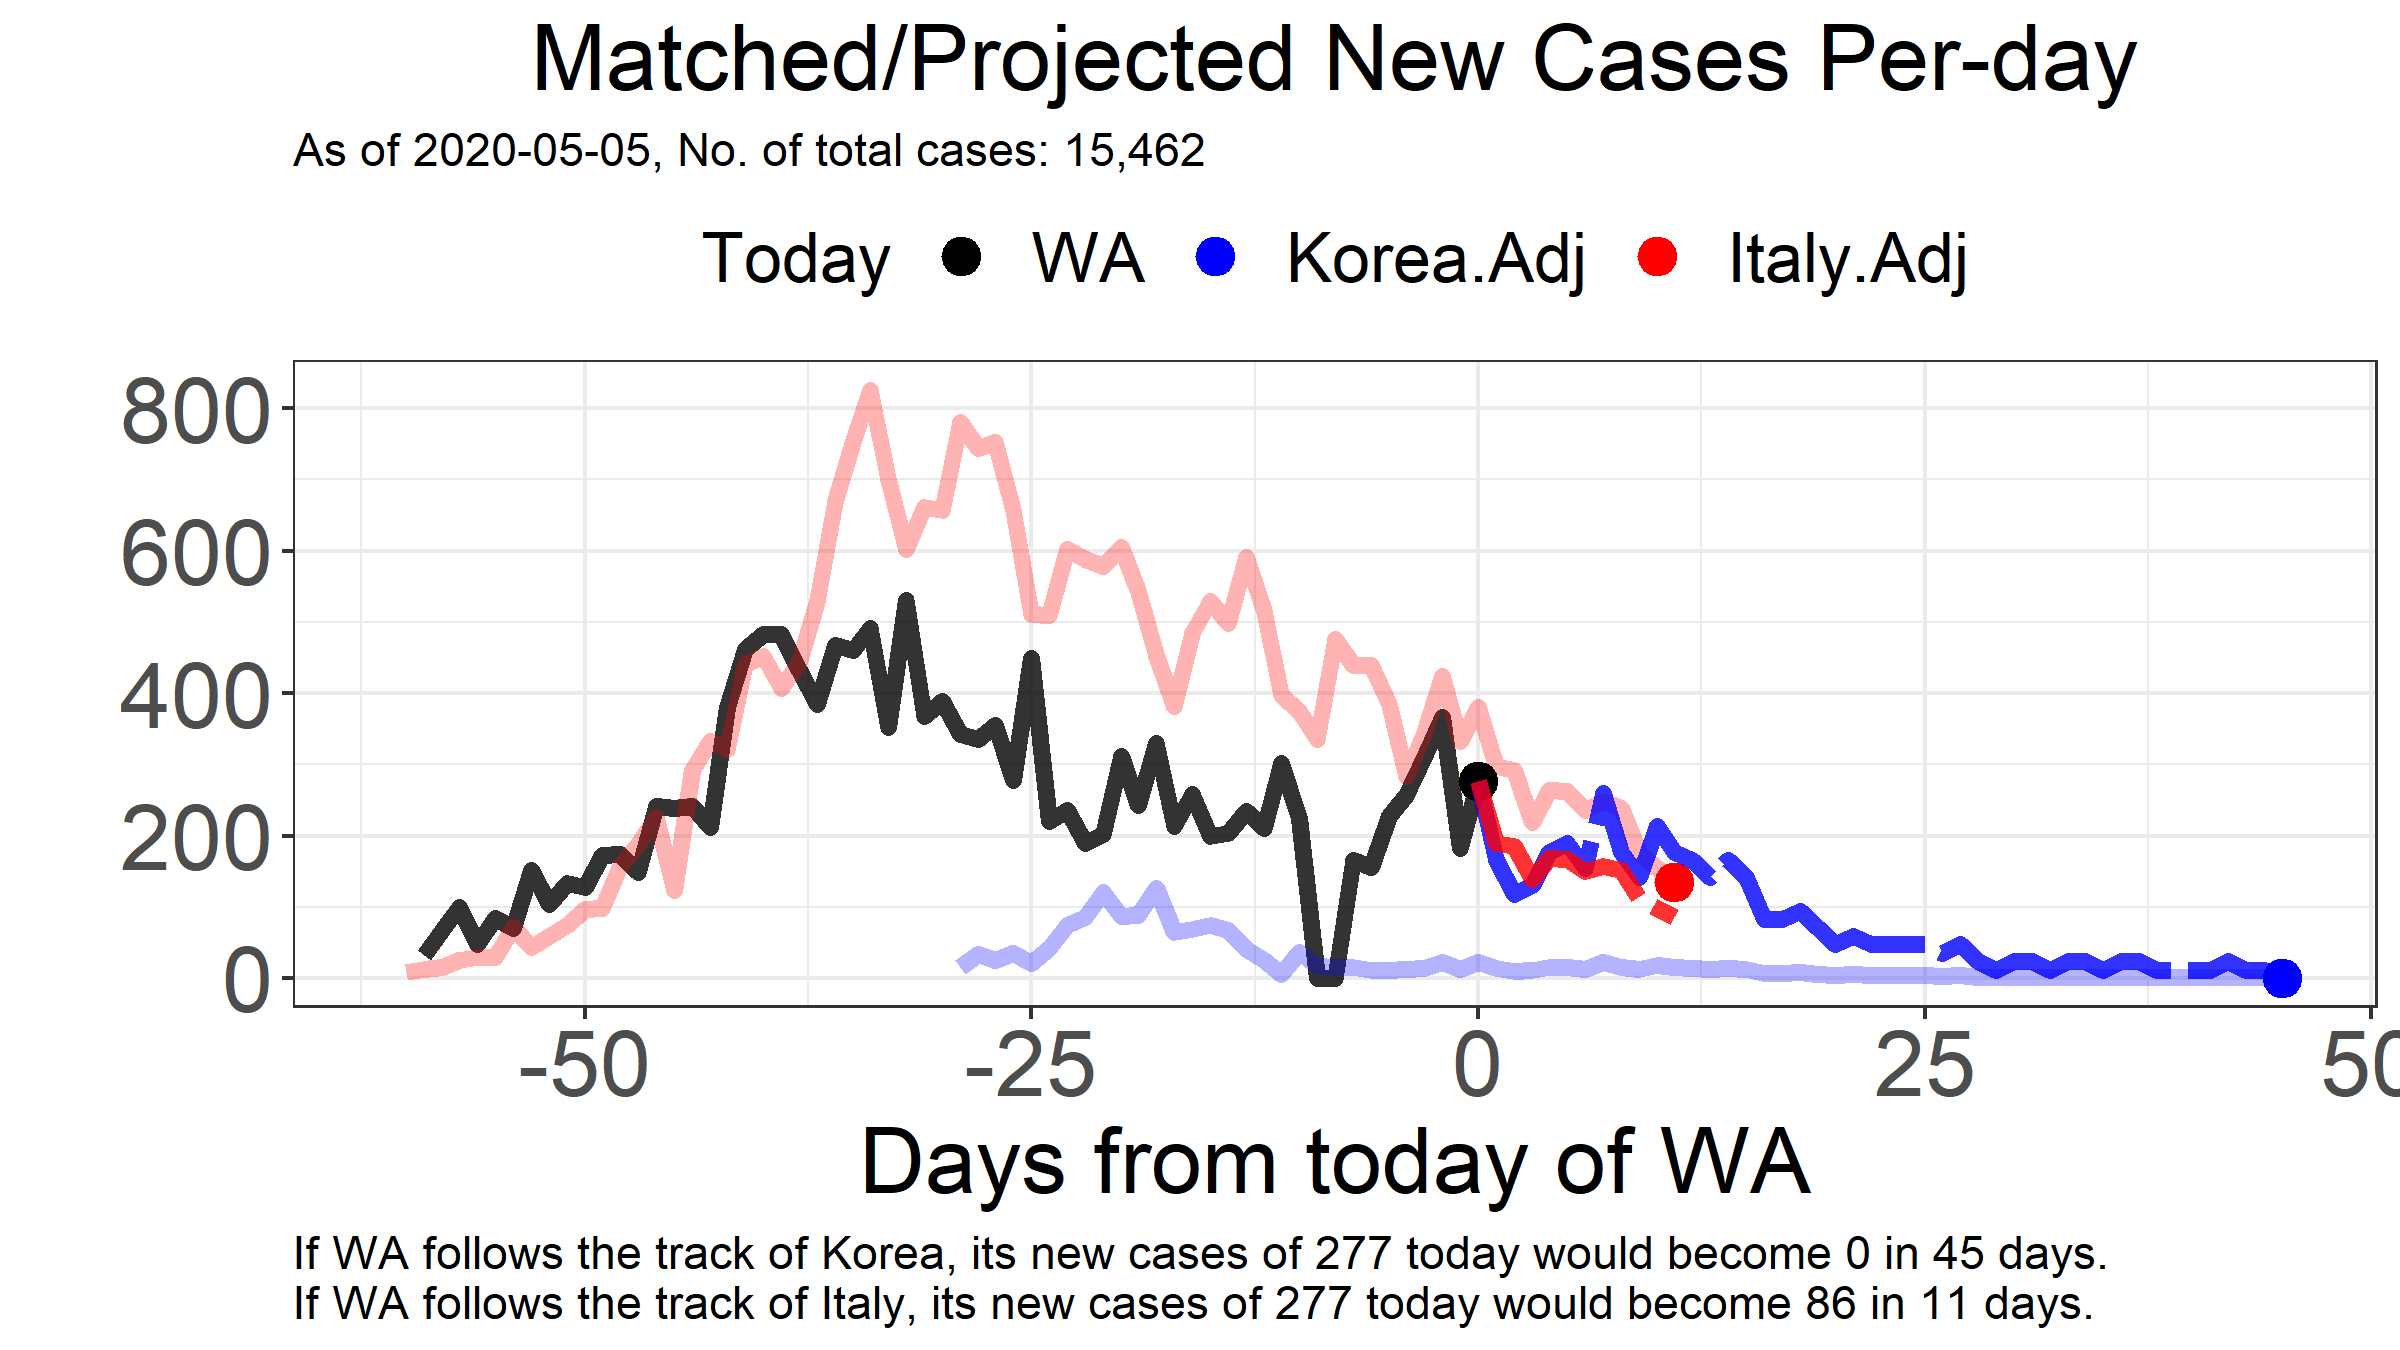 Matched/Projected New Cases Per-day
As of 2020-05-05, No. of total cases: 15,462
Today WA Korea.Adj Italy.Adj
800
600
400
200
0
-50 -25 0 25 50
Days from today of WA
If WA follows the track of Korea, its new cases of 277 today would become 0 in 45 days.
If WA follows the track of Italy, its new cases of 277 today would become 86 in 11 days.